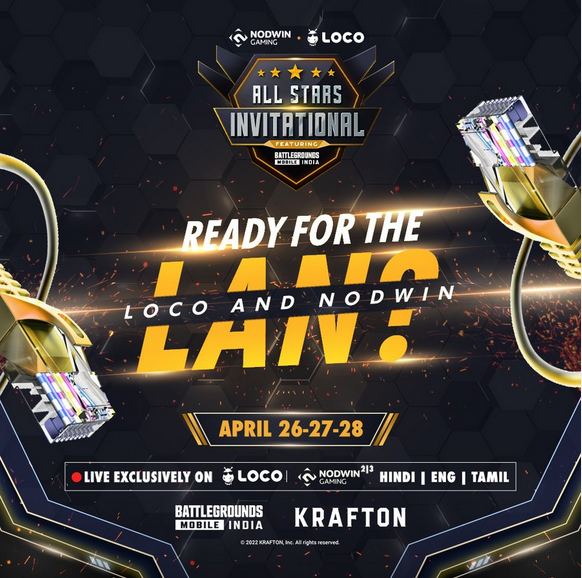 NODWIN GAMING • LOCO
ALL STARS
INVITATIONAL
FEATURING
BATTLEGROUNDS
MOBILE INDIA
READY FOR THE
LAN?
LOCO AND NODWIN
APRIL 26-27-28
LIVE EXCLUSIVELY ON LOCO | NODWIN GAMING 2|3 HINDI | ENG | TAMIL
BATTLEGROUNDS
MOBILE INDIA
KRAFTON
© 2022 KRAFTON, Inc. All rights reserved.